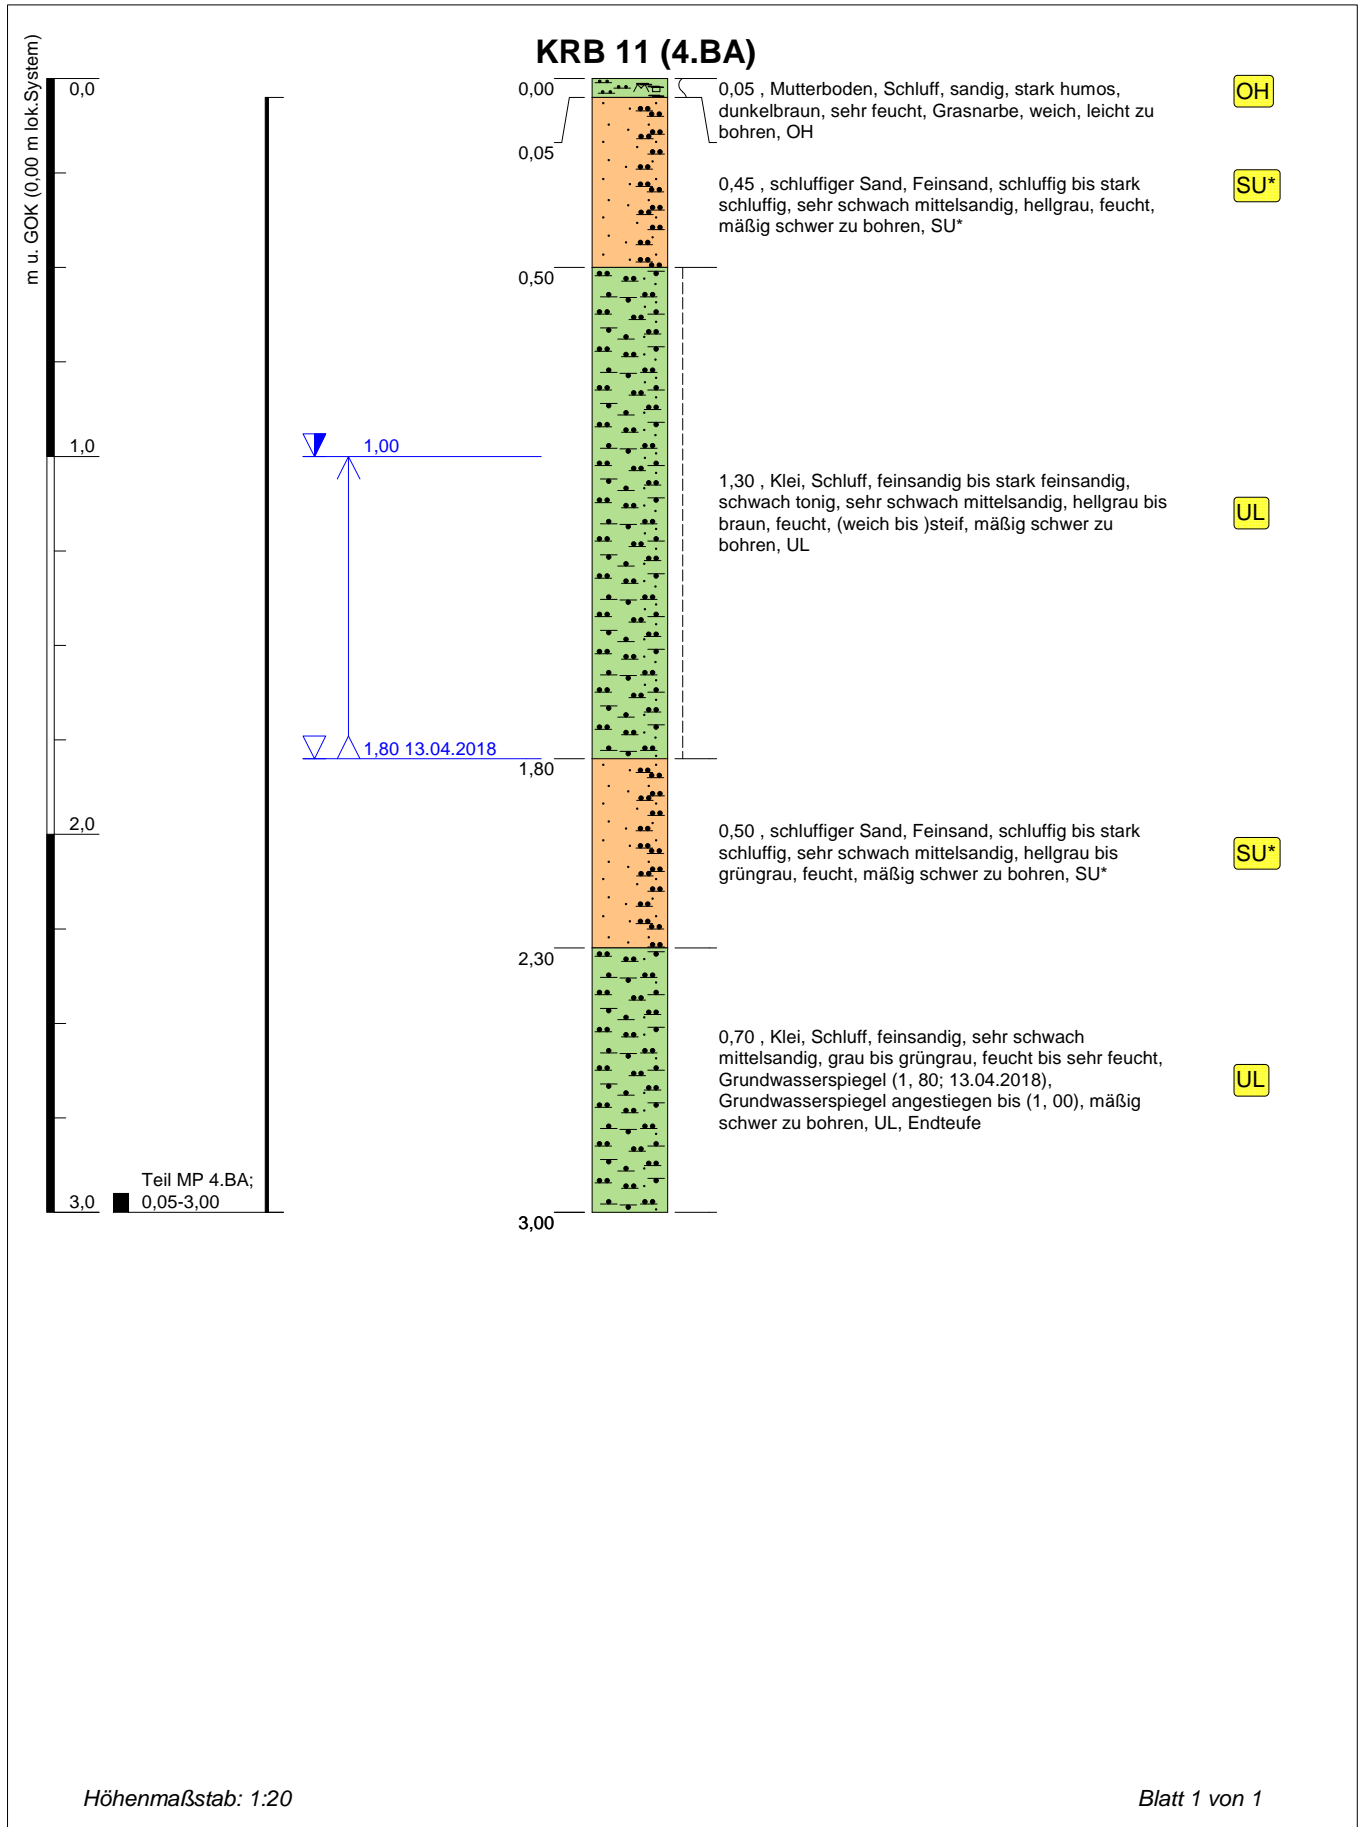 KRB 11 (4.BA)
m u. GOK (0,00 m lok.System)
0,0
0,00
0,05 , Mutterboden, Schluff, sandig, stark humos,
dunkelbraun, sehr feucht, Grasnarbe, weich, leicht zu
bohren, OH
OH
0,05
0,45 , schluffiger Sand, Feinsand, schluffig bis stark
schluffig, sehr schwach mittelsandig, hellgrau, feucht,
mäßig schwer zu bohren, SU*
SU*
0,50
1,0
1,00
1,30 , Klei, Schluff, feinsandig bis stark feinsandig,
schwach tonig, sehr schwach mittelsandig, hellgrau bis
braun, feucht, (weich bis )steif, mäßig schwer zu
bohren, UL
UL
1,80 13.04.2018
1,80
2,0
0,50 , schluffiger Sand, Feinsand, schluffig bis stark
schluffig, sehr schwach mittelsandig, hellgrau bis
grüngrau, feucht, mäßig schwer zu bohren, SU*
SU*
2,30
0,70 , Klei, Schluff, feinsandig, sehr schwach
mittelsandig, grau bis grüngrau, feucht bis sehr feucht,
Grundwasserspiegel (1, 80; 13.04.2018),
Grundwasserspiegel angestiegen bis (1, 00), mäßig
schwer zu bohren, UL, Endteufe
UL
Teil MP 4.BA;
0,05-3,00
3,0
3,00
Höhenmaßstab: 1:20
Blatt 1 von 1